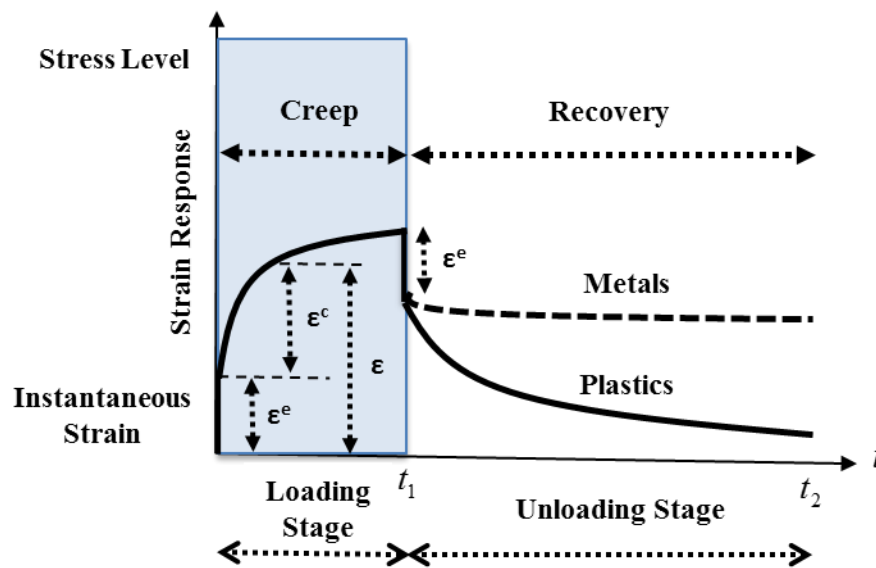 Stress Level
Creep
Recovery
Strain Response
εᵉ
Metals
εᶜ
ε
Plastics
Instantaneous
Strain
εᵉ
t
t₁
t₂
Loading
Stage
Unloading Stage